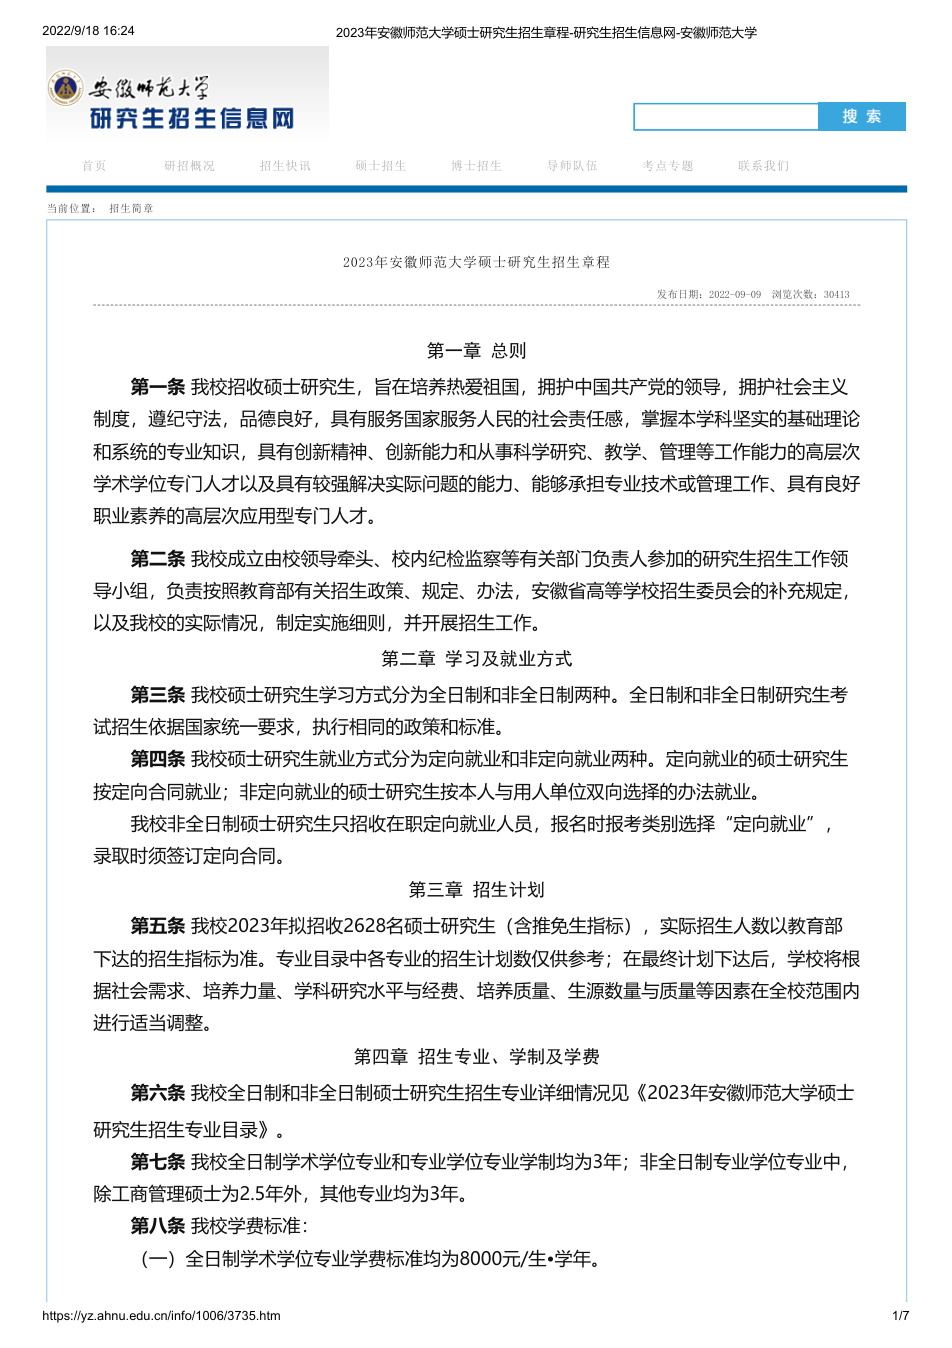 2022/9/18 16:24
2023年安徽师范大学硕士研究生招生章程-研究生招生信息网-安徽师范大学
安徽师范大学
研究生招生信息网
搜 索
首页 研招概况 招生快讯 硕士招生 博士招生 导师队伍 考点专题 联系我们
当前位置： 招生简章
2023年安徽师范大学硕士研究生招生章程
发布日期：2022-09-09 浏览次数：30413
第一章 总则
第一条 我校招收硕士研究生，旨在培养热爱祖国，拥护中国共产党的领导，拥护社会主义
制度，遵纪守法，品德良好，具有服务国家服务人民的社会责任感，掌握本学科坚实的基础理论
和系统的专业知识，具有创新精神、创新能力和从事科学研究、教学、管理等工作能力的高层次
学术学位专门人才以及具有较强解决实际问题的能力、能够承担专业技术或管理工作、具有良好
职业素养的高层次应用型专门人才。
第二条 我校成立由校领导牵头、校内纪检监察等有关部门负责人参加的研究生招生工作领
导小组，负责按照教育部有关招生政策、规定、办法，安徽省高等学校招生委员会的补充规定，
以及我校的实际情况，制定实施细则，并开展招生工作。
第二章 学习及就业方式
第三条 我校硕士研究生学习方式分为全日制和非全日制两种。全日制和非全日制研究生考
试招生依据国家统一要求，执行相同的政策和标准。
第四条 我校硕士研究生就业方式分为定向就业和非定向就业两种。定向就业的硕士研究生
按定向合同就业；非定向就业的硕士研究生按本人与用人单位双向选择的办法就业。
我校非全日制硕士研究生只招收在职定向就业人员，报名时报考类别选择“定向就业”，
录取时须签订定向合同。
第三章 招生计划
第五条 我校2023年拟招收2628名硕士研究生（含推免生指标），实际招生人数以教育部
下达的招生指标为准。专业目录中各专业的招生计划数仅供参考；在最终计划下达后，学校将根
据社会需求、培养力量、学科研究水平与经费、培养质量、生源数量与质量等因素在全校范围内
进行适当调整。
第四章 招生专业、学制及学费
第六条 我校全日制和非全日制硕士研究生招生专业详细情况见《2023年安徽师范大学硕士
研究生招生专业目录》。
第七条 我校全日制学术学位专业和专业学位专业学制均为3年；非全日制专业学位专业中，
除工商管理硕士为2.5年外，其他专业均为3年。
第八条 我校学费标准：
（一）全日制学术学位专业学费标准均为8000元/生•学年。
https://yz.ahnu.edu.cn/info/1006/3735.htm
1/7